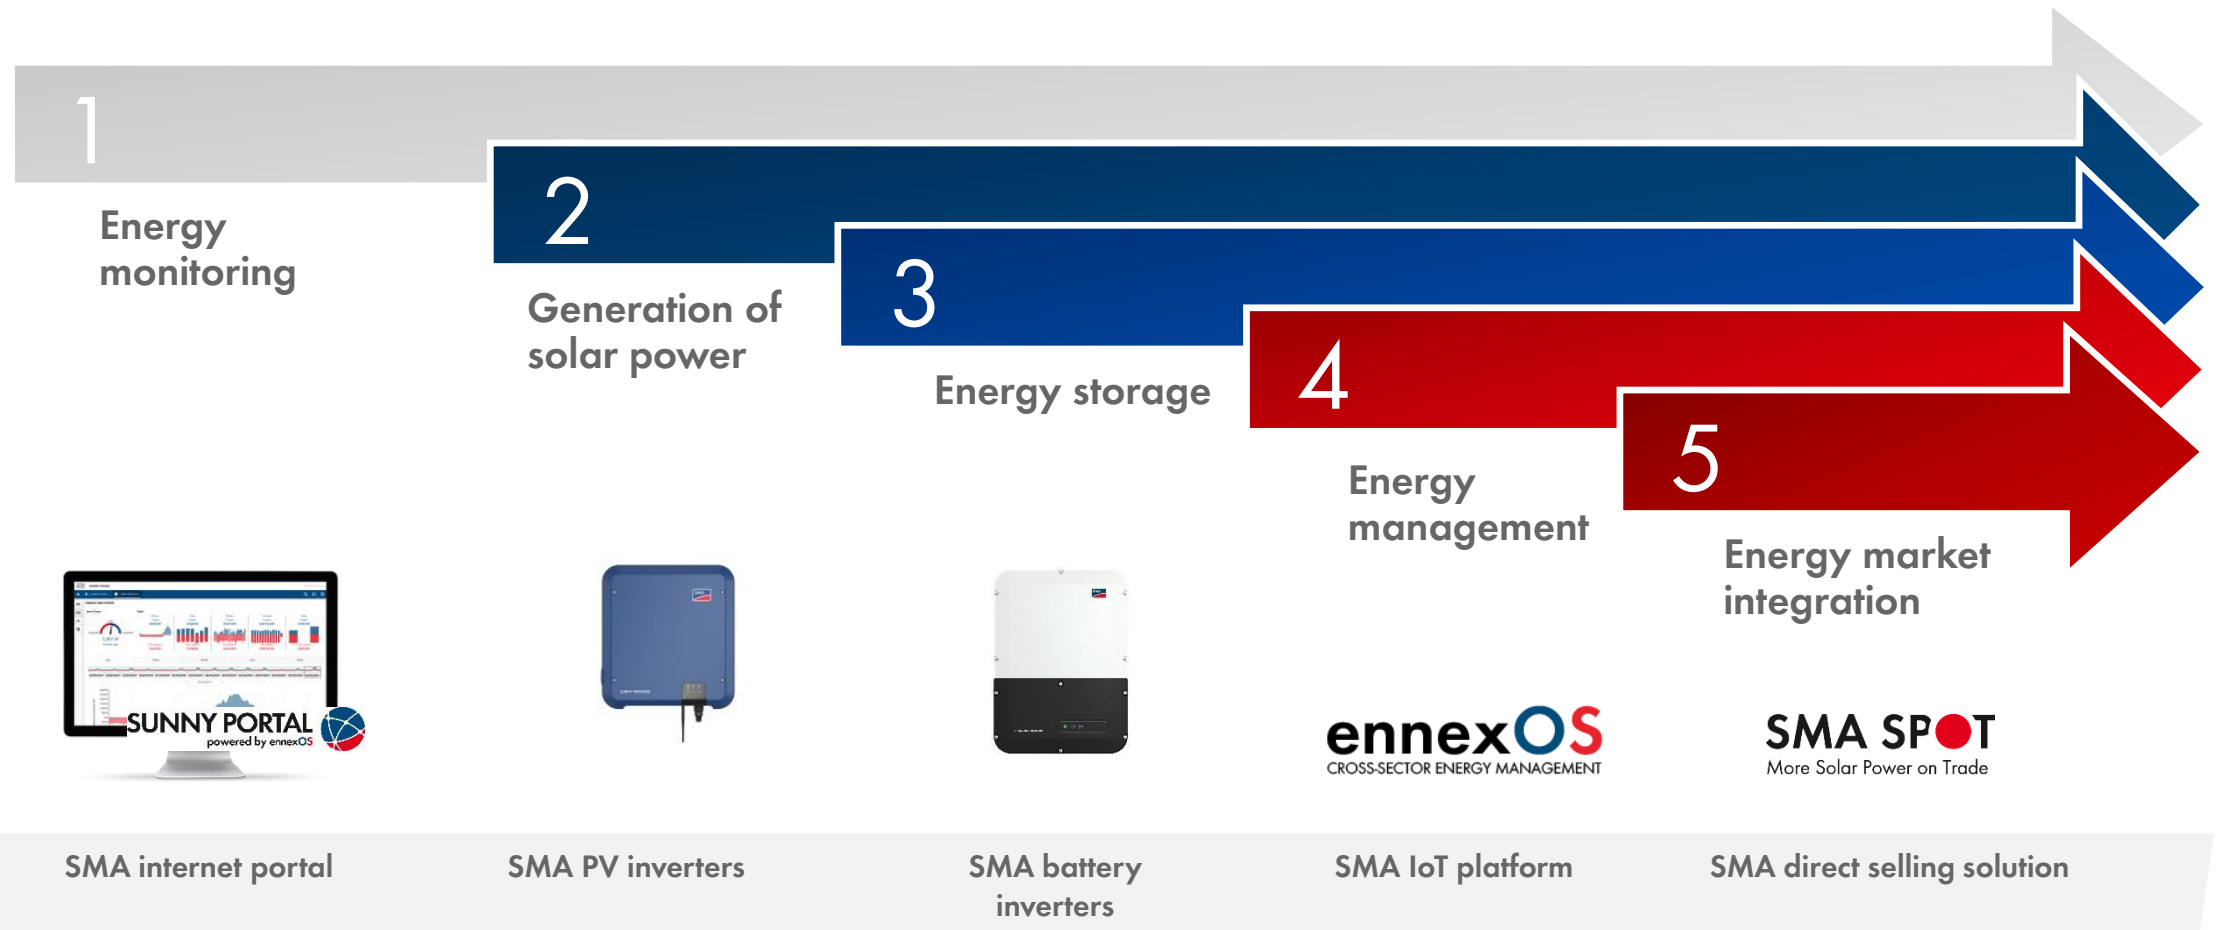 1
Energy
monitoring
2
Generation of
solar power
3
Energy storage
4
Energy
management
5
Energy market
integration
SMA
SUNNY PORTAL
powered by ennexOS
ennexOS
CROSS-SECTOR ENERGY MANAGEMENT
SMA SPOT
More Solar Power on Trade
SMA internet portal
SMA PV inverters
SMA battery
inverters
SMA IoT platform
SMA direct selling solution